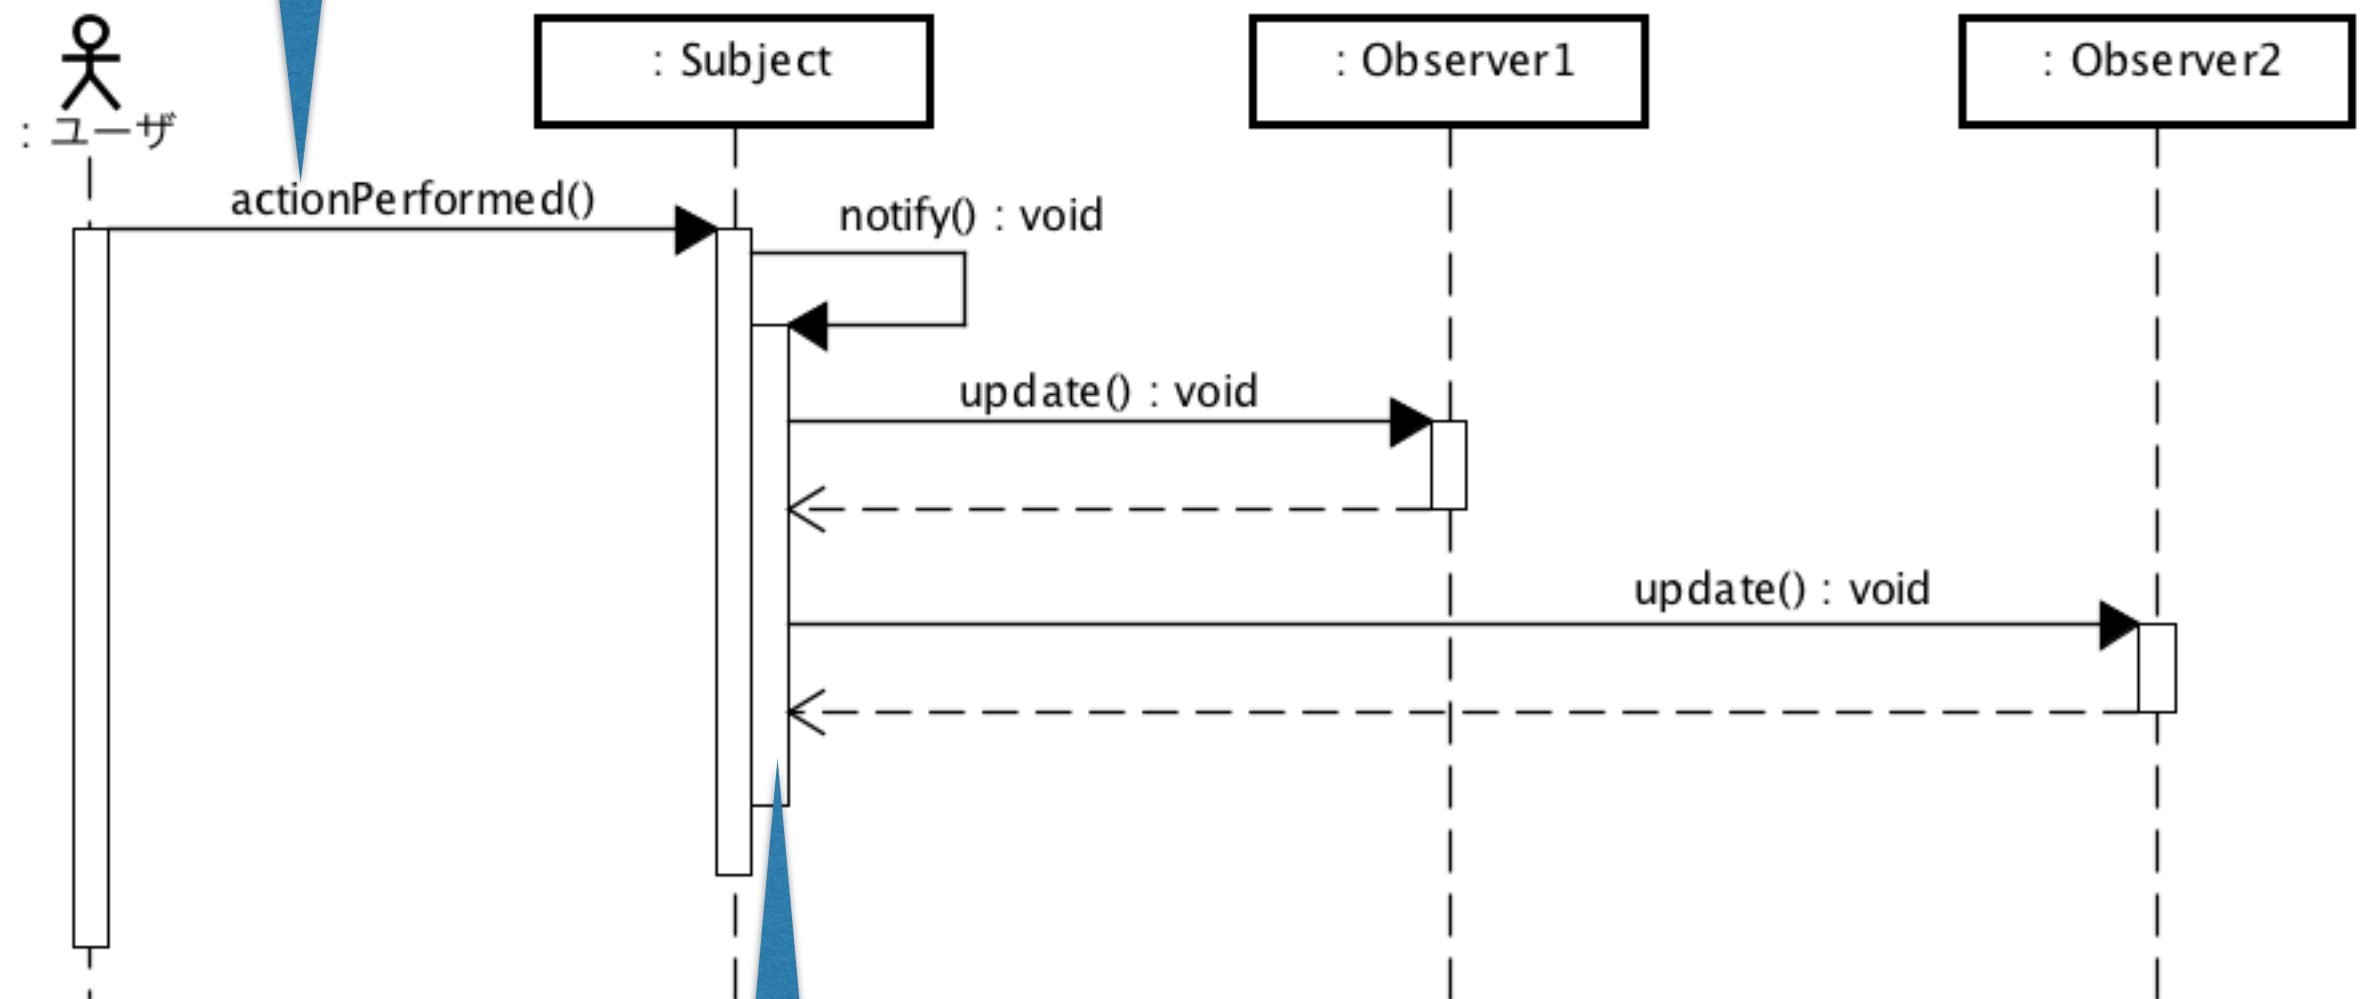 : Subject
: Observer1
: Observer2
: ユーザ
actionPerformed()
notify() : void
update() : void
update() : void